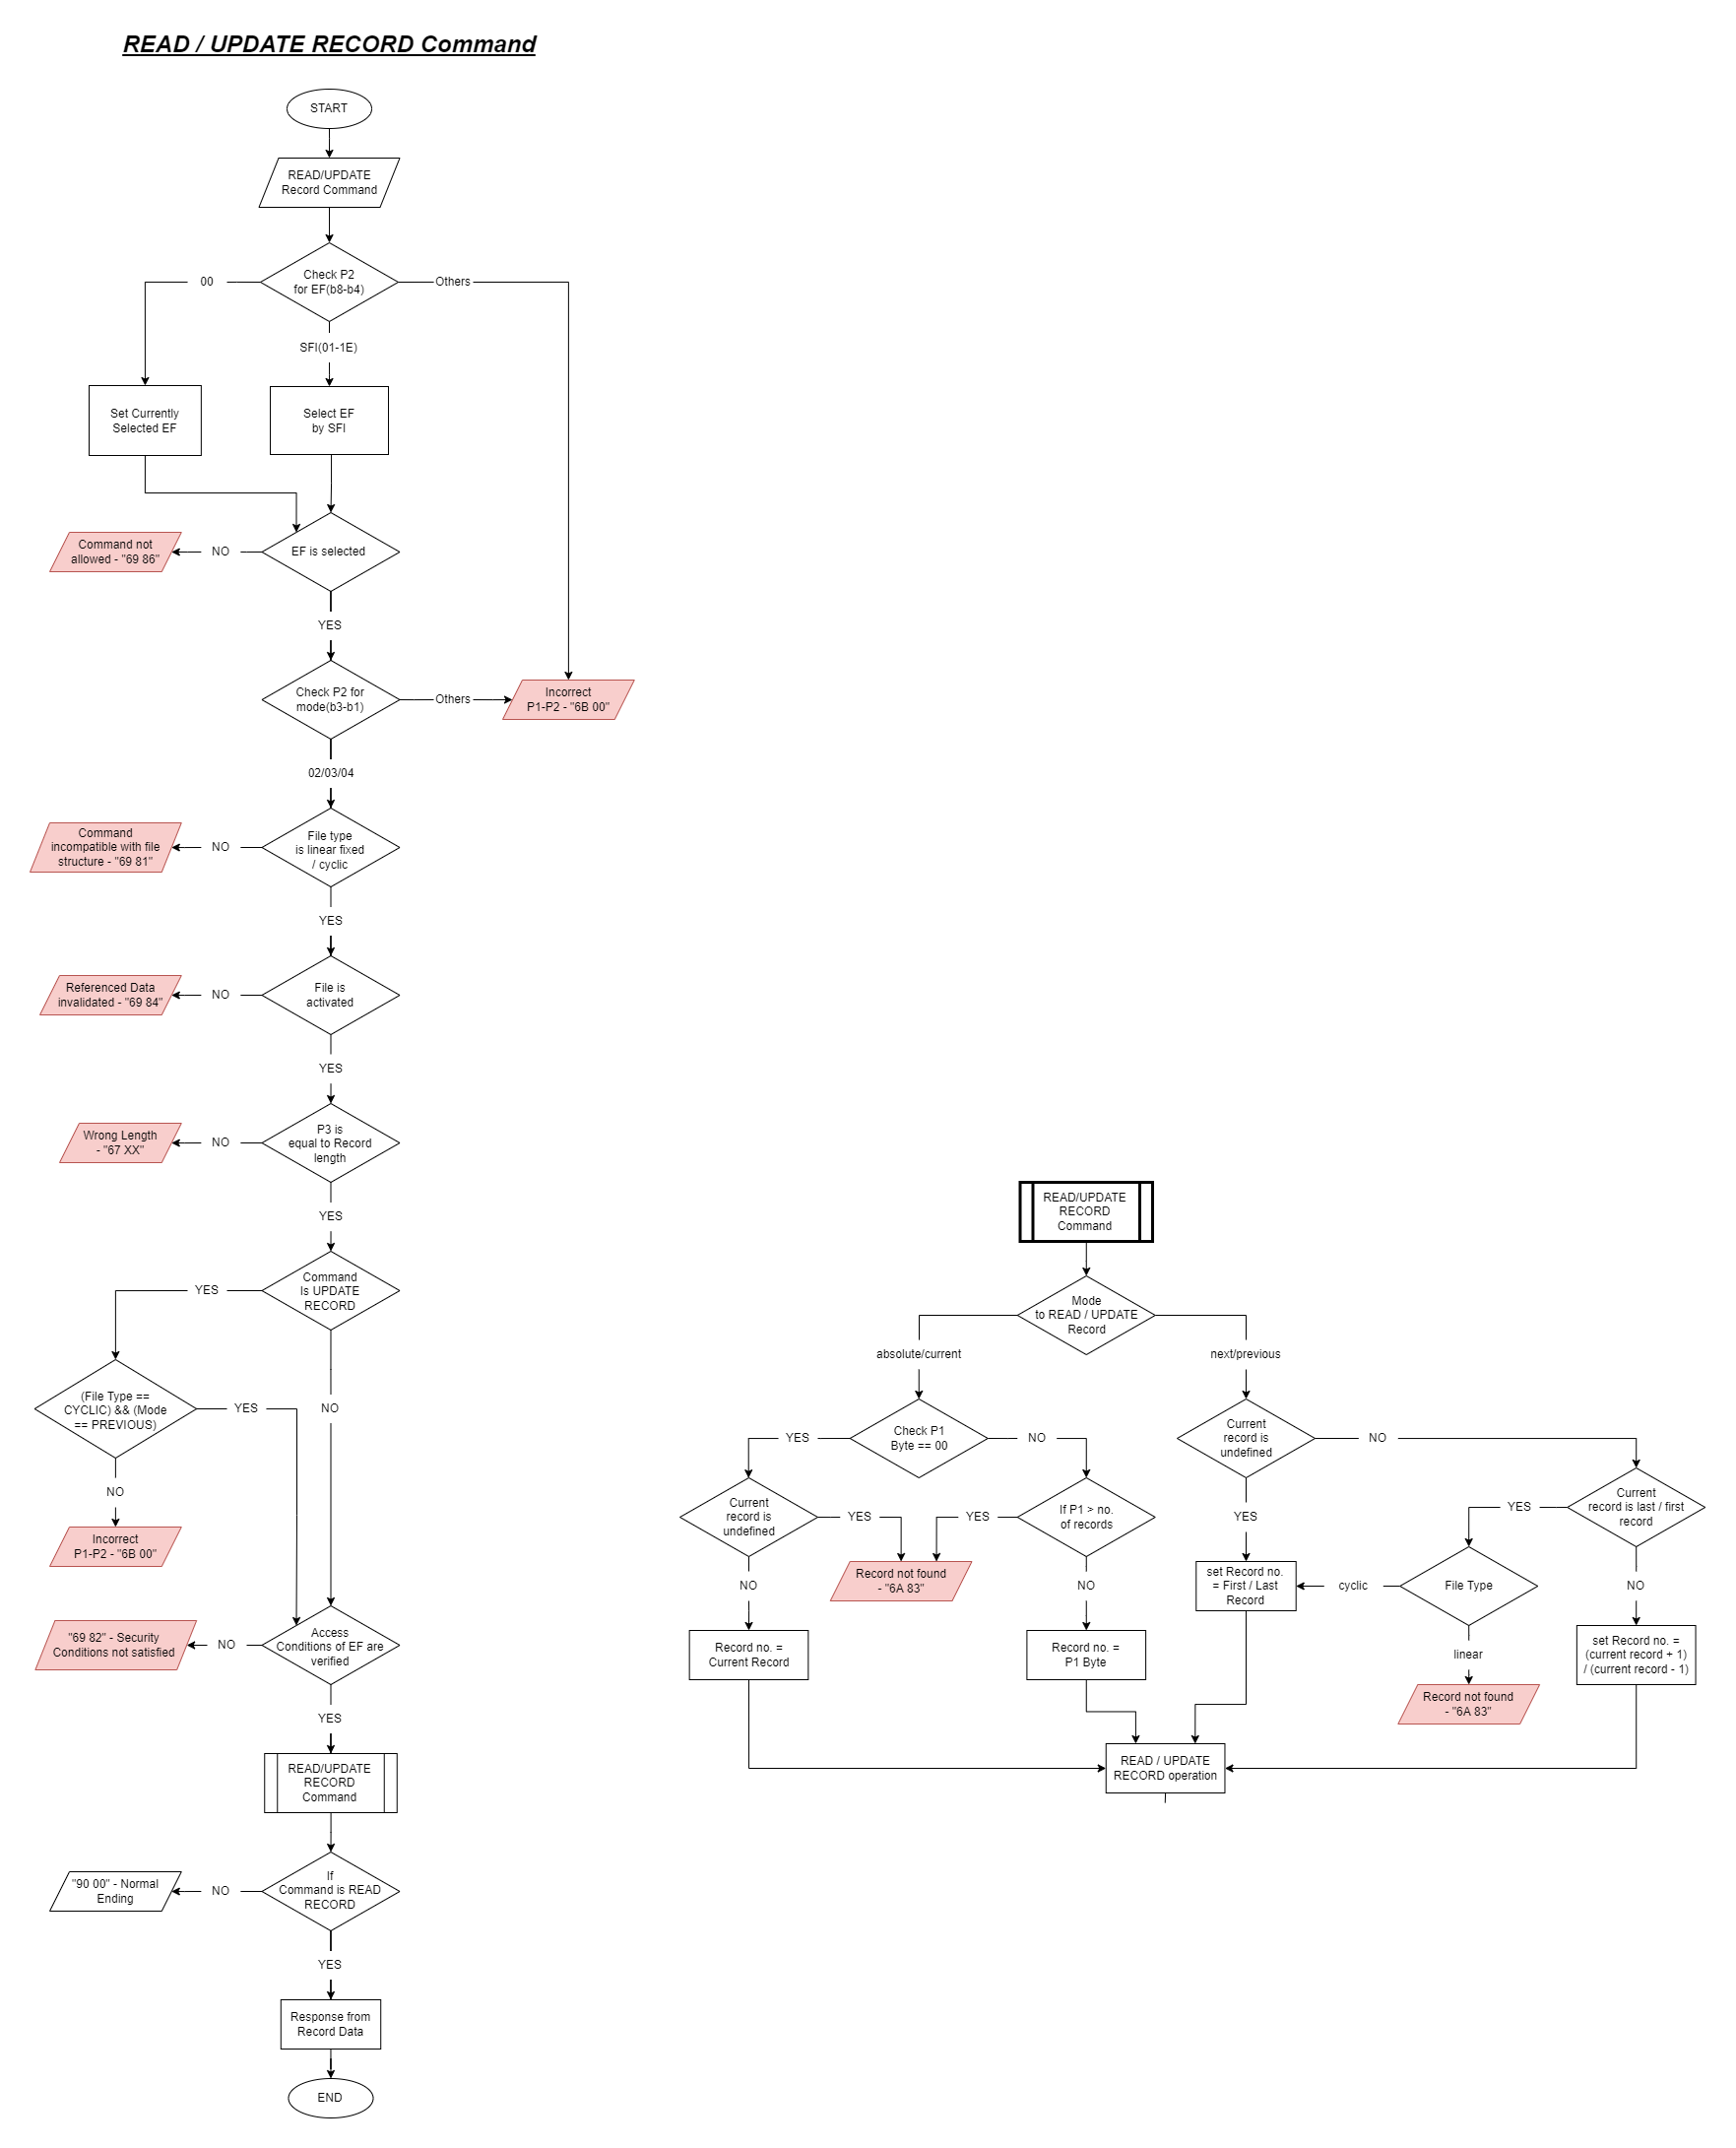 READ / UPDATE RECORD Command
START
READ/UPDATE
Record Command
Check P2
for EF(b8-b4)
00
Others
SFI(01-1E)
Set Currently
Selected EF
Select EF
by SFI
Command not
allowed - "69 86"
NO
EF is selected
YES
Check P2 for
mode(b3-b1)
Others
Incorrect
P1-P2 - "6B 00"
02/03/04
Command
incompatible with file
structure - "69 81"
NO
File type
is linear fixed
/ cyclic
YES
Referenced Data
invalidated - "69 84"
NO
File is
activated
YES
Wrong Length
- "67 XX"
NO
P3 is
equal to Record
length
YES
Command
Is UPDATE
RECORD
YES
(File Type ==
CYCLIC) && (Mode
== PREVIOUS)
YES
NO
NO
Incorrect
P1-P2 - "6B 00"
"69 82" - Security
Conditions not satisfied
NO
Access
Conditions of EF are
verified
YES
READ/UPDATE
RECORD
Command
"90 00" - Normal
Ending
NO
If
Command is READ
RECORD
YES
Response from
Record Data
END
READ/UPDATE
RECORD
Command
Mode
to READ / UPDATE
Record
absolute/current
next/previous
Check P1
Byte == 00
YES
NO
Current
record is
undefined
YES
If P1 > no.
of records
YES
Record not found
- "6A 83"
NO
NO
Record no. =
Current Record
Record no. =
P1 Byte
Current
record is
undefined
NO
YES
Current
record is last / first
record
YES
set Record no.
= First / Last
Record
cyclic
File Type
NO
linear
Record not found
- "6A 83"
set Record no. =
(current record + 1)
/ (current record - 1)
READ / UPDATE
RECORD operation